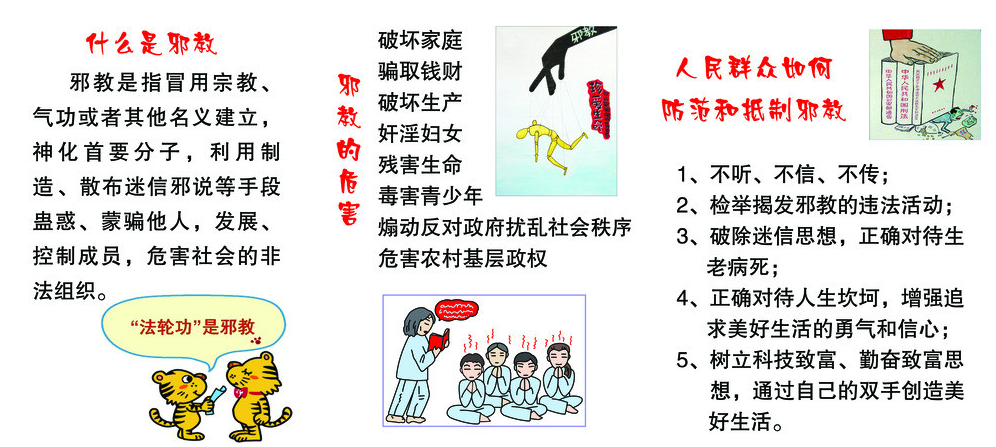 什么是邪教
邪教是指冒用宗教、
气功或者其他名义建立，
神化首要分子，利用制
造、散布迷信邪说等手段
蛊惑、蒙骗他人，发展、
控制成员，危害社会的非
法组织。
“法轮功”是邪教
邪教的危害
破坏家庭
骗取钱财
破坏生产
奸淫妇女
残害生命
毒害青少年
煽动反对政府扰乱社会秩序
危害农村基层政权
邪教
人民群众如何
防范和抵制邪教
中华人民共和国刑法
1、不听、不信、不传；
2、检举揭发邪教的违法活动；
3、破除迷信思想，正确对待生
老病死；
4、正确对待人生坎坷，增强追
求美好生活的勇气和信心；
5、树立科技致富、勤奋致富思
想，通过自己的双手创造美
好生活。